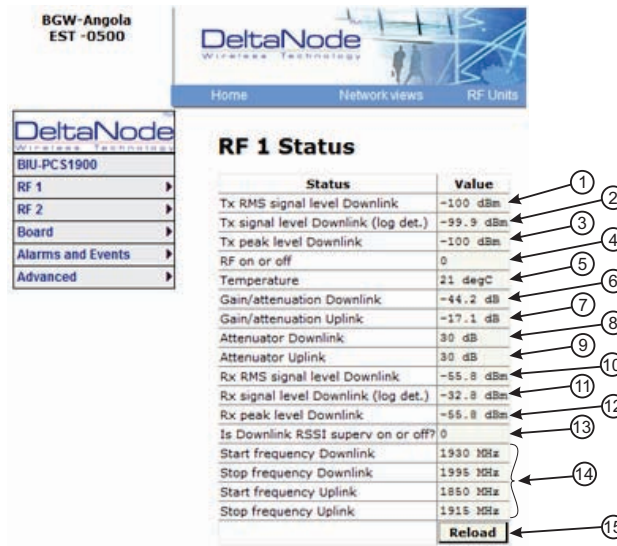 BGW-Angola
EST -0500
DeltaNode
Wireless Technology
Home Network views RF Units
DeltaNode
Wireless Technology
BIU-PCS1900
RF 1
RF 2
Board
Alarms and Events
Advanced
RF 1 Status
Status Value
Tx RMS signal level Downlink -100 dBm 1
Tx signal level Downlink (log det.) -99.9 dBm 2
Tx peak level Downlink -100 dBm 3
RF on or off 0 4
Temperature 21 degC 5
Gain/attenuation Downlink -44.2 dB 6
Gain/attenuation Uplink -17.1 dB 7
Attenuator Downlink 30 dB 8
Attenuator Uplink 30 dB 9
Rx RMS signal level Downlink -55.8 dBm 10
Rx signal level Downlink (log det.) -32.8 dBm 11
Rx peak level Downlink -55.8 dBm 12
Is Downlink RSSI superv on or off? 0 13
Start frequency Downlink 1930 MHz
Stop frequency Downlink 1995 MHz
Start frequency Uplink 1850 MHz
Stop frequency Uplink 1915 MHz
14
Reload 15